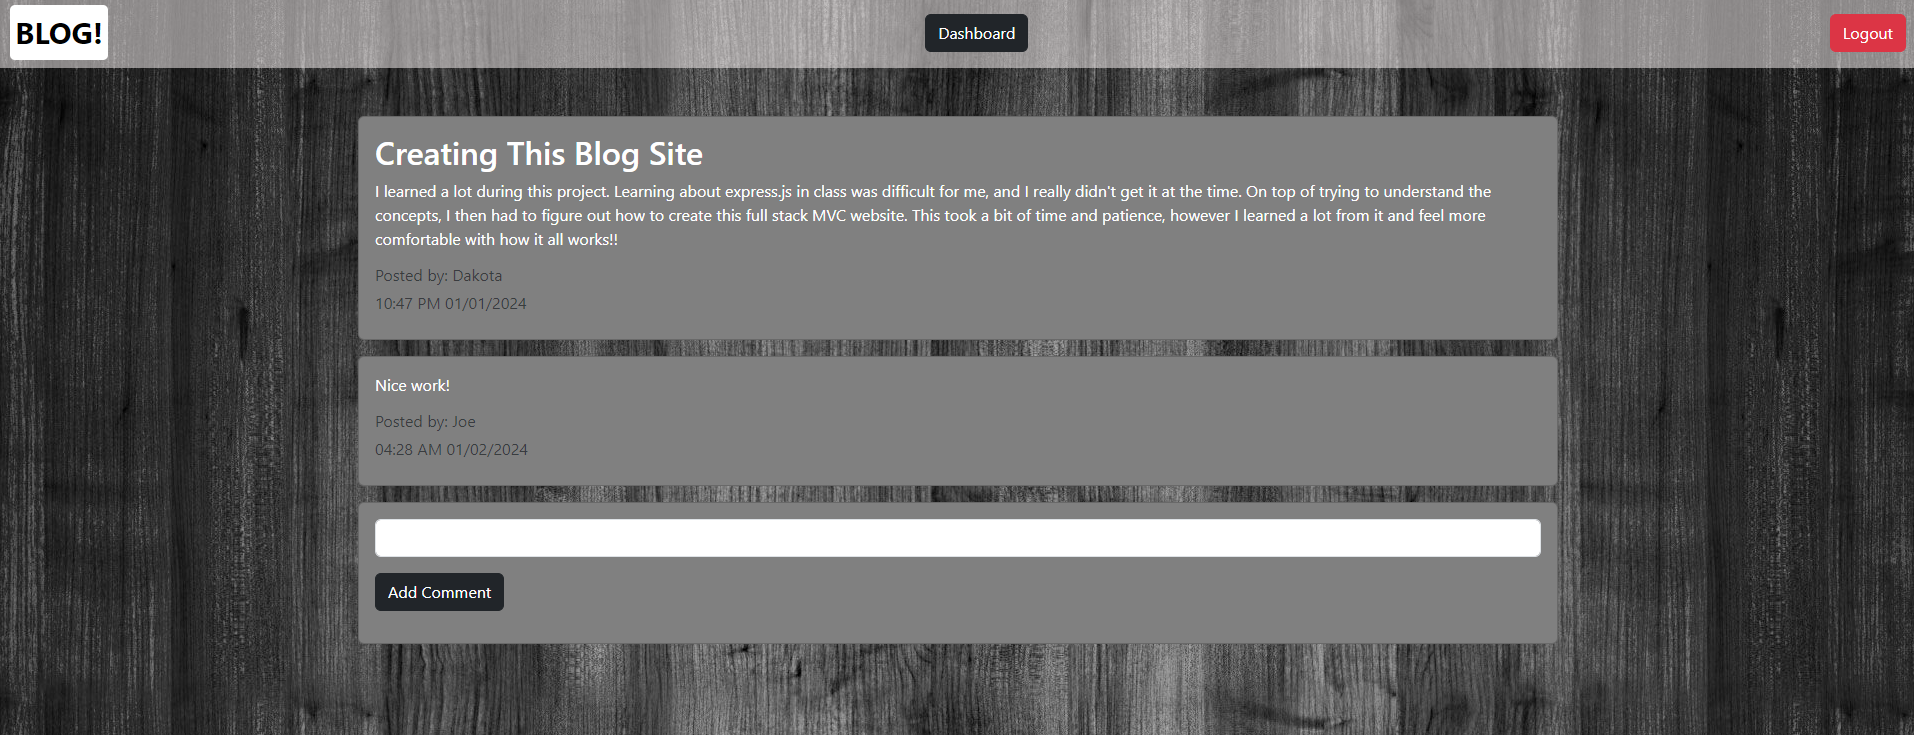 BLOG!
Dashboard
Logout
Creating This Blog Site
I learned a lot during this project. Learning about express.js in class was difficult for me, and I really didn't get it at the time. On top of trying to understand the
concepts, I then had to figure out how to create this full stack MVC website. This took a bit of time and patience, however I learned a lot from it and feel more
comfortable with how it all works!!
Posted by: Dakota
10:47 PM 01/01/2024
Nice work!
Posted by: Joe
04:28 AM 01/02/2024
Add Comment